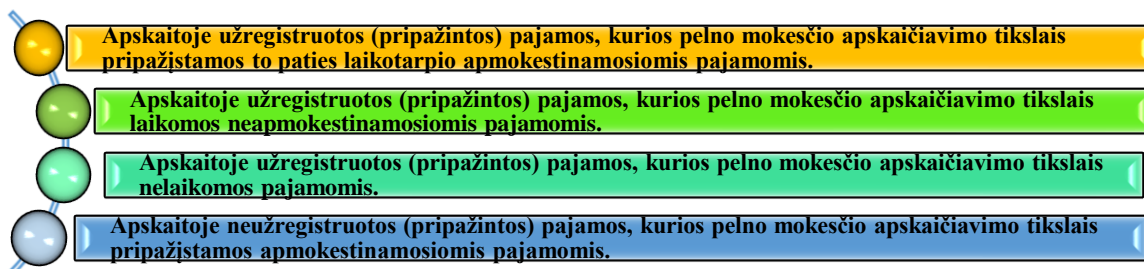 Apskaitoje užregistruotos (pripažintos) pajamos, kurios pelno mokesčio apskaičiavimo tikslais
pripažįstamos to paties laikotarpio apmokestinamosiomis pajamomis.
Apskaitoje užregistruotos (pripažintos) pajamos, kurios pelno mokesčio apskaičiavimo tikslais
laikomos neapmokestinamosiomis pajamomis.
Apskaitoje užregistruotos (pripažintos) pajamos, kurios pelno mokesčio apskaičiavimo tikslais
nelaikomos pajamomis.
Apskaitoje neužregistruotos (pripažintos) pajamos, kurios pelno mokesčio apskaičiavimo tikslais
pripažįstamos apmokestinamosiomis pajamomis.